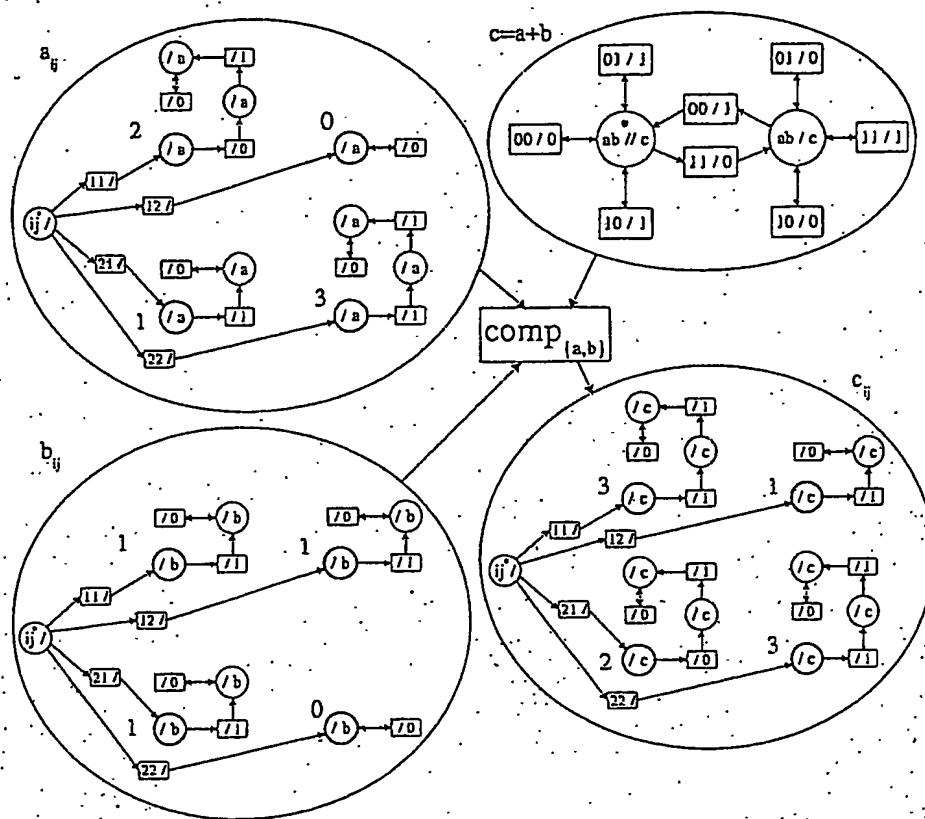 a_ij
/ a
/ 1
/ 0
/ a
2
/ a
/ 0
0
/ a
/ 0
11 /
12 /
ij /
21 /
/ 0
/ a
1
/ a
/ 1
/ a
/ 1
/ 0
/ a
3
/ a
/ 1
22 /
c=a+b
01 / 1
01 / 0
00 / 0
ab // c
00 / 1
11 / 0
ab / c
11 / 1
10 / 1
10 / 0
comp {a,b}
b_ij
/ 0
/ b
1
/ b
/ 1
/ 0
/ b
1
/ b
/ 1
11 /
12 /
ij /
21 /
/ 0
/ b
1
/ b
/ 1
0
/ b
/ 0
22 /
c_ij
/ c
/ 1
/ 0
/ c
3
/ c
/ 1
/ 0
/ c
1
/ c
/ 1
11 /
12 /
ij /
21 /
/ c
/ 1
/ 0
/ c
2
/ c
/ 0
/ c
/ 1
/ 0
/ c
3
/ c
/ 1
22 /